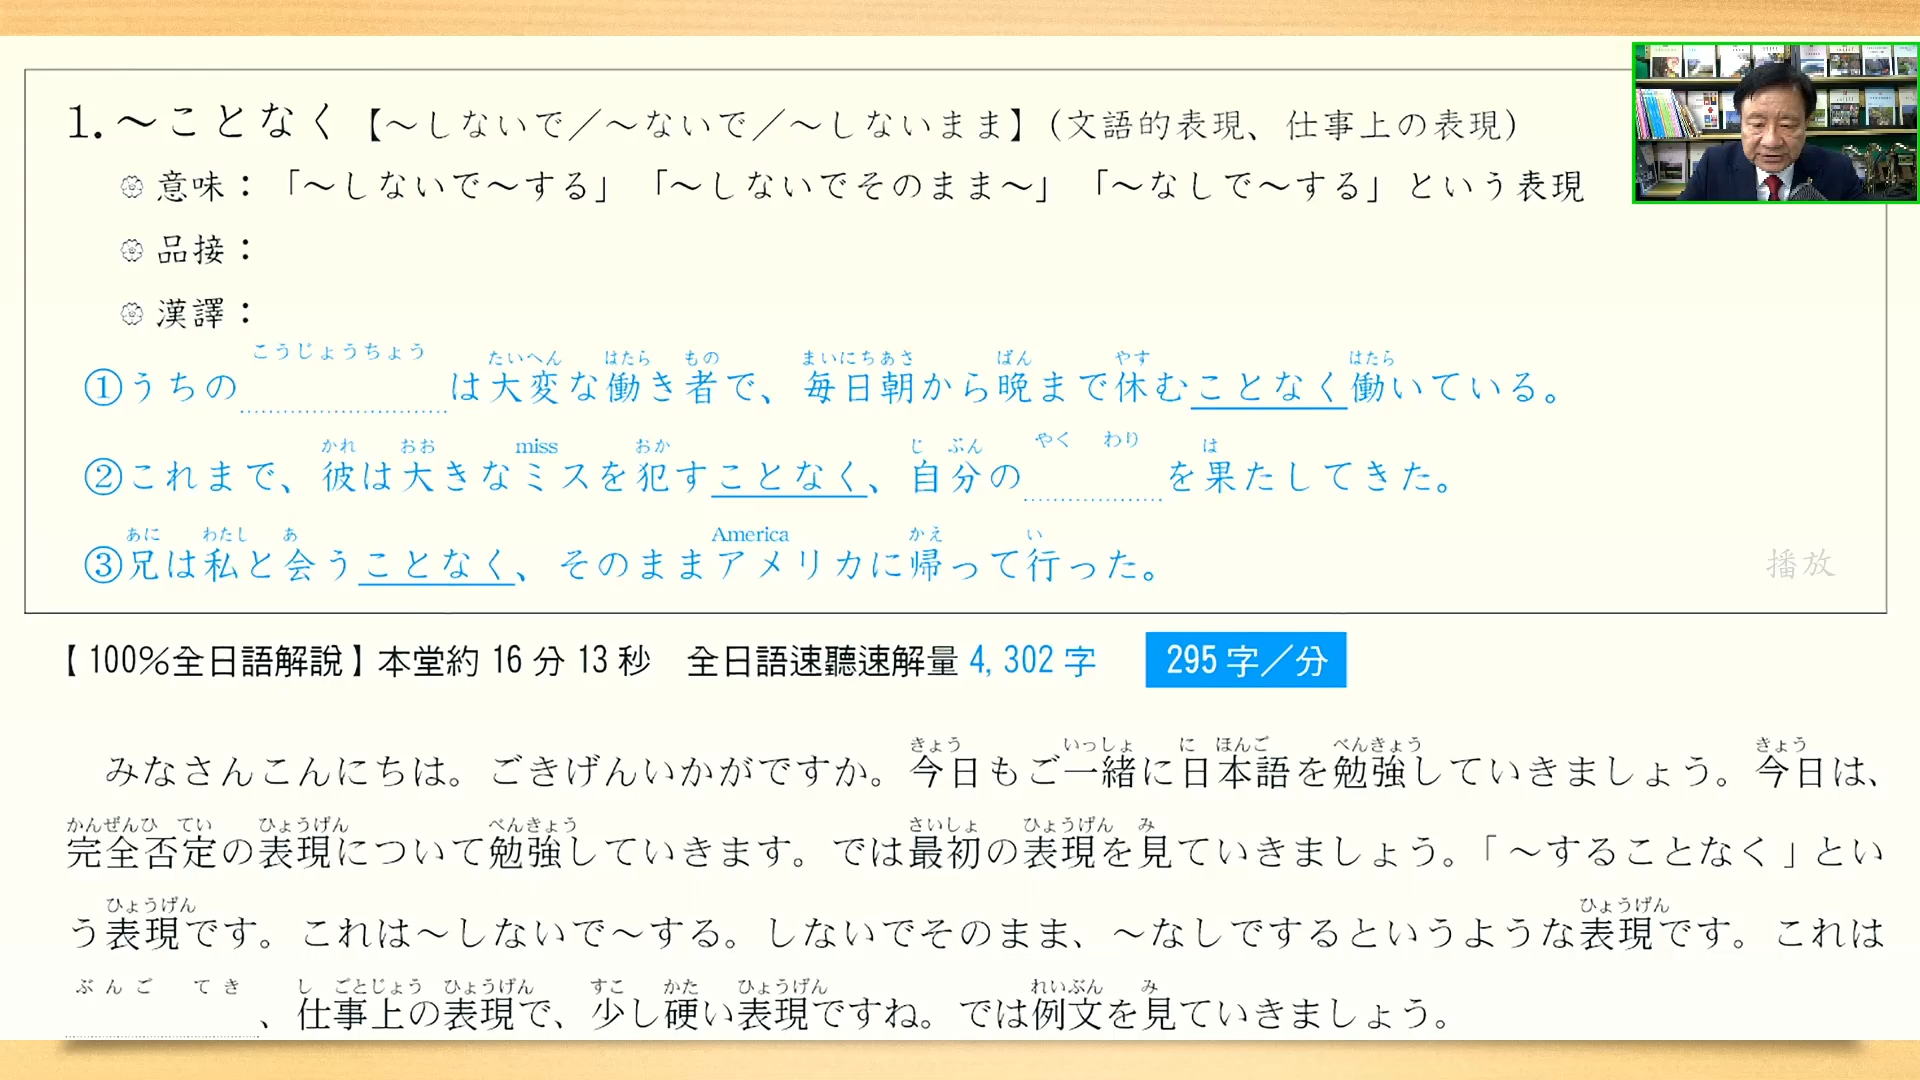 1.～ことなく【～しないで／～ないで／～しないまま】(文語的表現、仕事上の表現)
意味：「～しないで～する」「～しないでそのまま～」「～なしで～する」という表現
品接：
漢譯：
こうじょうちょう たいへん はたら もの まいにちあさ ばん やす はたら
①うちの は大変な働き者で、毎日朝から晩まで休むことなく働いている。
かれ おお miss おか じ ぶん やく わり は
②これまで、彼は大きなミスを犯すことなく、自分の を果たしてきた。
あに わたし あ America かえ い
③兄は私と会うことなく、そのままアメリカに帰って行った。
播放
【100%全日語解説】本堂約 16 分 13 秒 全日語速聽速解量 4, 302 字 295 字／分
きょう いっしょ に ほんご べんきょう きょう
みなさんこんにちは。ごきげんいかがですか。今日もご一緒に日本語を勉強していきましょう。今日は、
かんぜんひ てい ひょうげん べんきょう さいしょ ひょうげん み
完全否定の表現について勉強していきます。では最初の表現を見ていきましょう。「～することなく」とい
ひょうげん ひょうげん
う表現です。これは～しないで～する。しないでそのまま、～なしでするというような表現です。これは
ぶんご てき し ごとじょう ひょうげん すこ かた ひょうげん れいぶん み
、仕事上の表現で、少し硬い表現ですね。では例文を見ていきましょう。